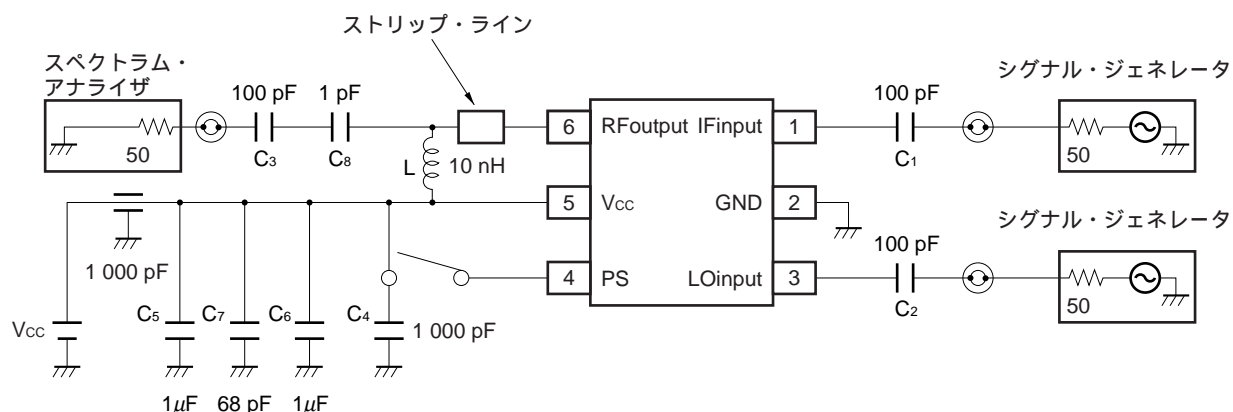 ストリップ・ライン
スペクトラム・
アナライザ
シグナル・ジェネレータ
100 pF
1 pF
100 pF
6
RFoutput
IFinput
1
50
C3
C8
L
10 nH
C1
50
5
VCC
GND
2
シグナル・ジェネレータ
1 000 pF
100 pF
4
PS
LOinput
3
C2
50
VCC
C5
C7
C6
C4
1 000 pF
1μF
68 pF
1μF